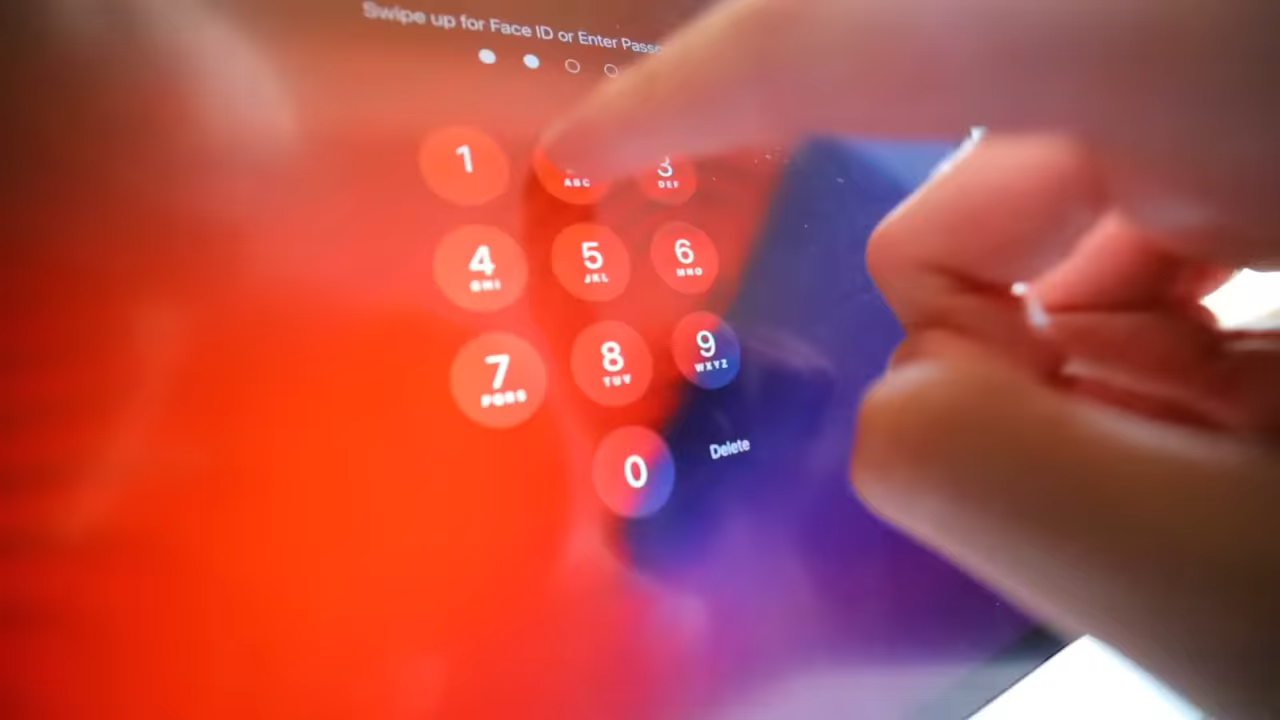 Swipe up for Face ID or Enter Passc
1
ABC
3
DEF
4
GHI
5
JKL
6
MNO
7
PQRS
8
TUV
9
WXYZ
0
Delete